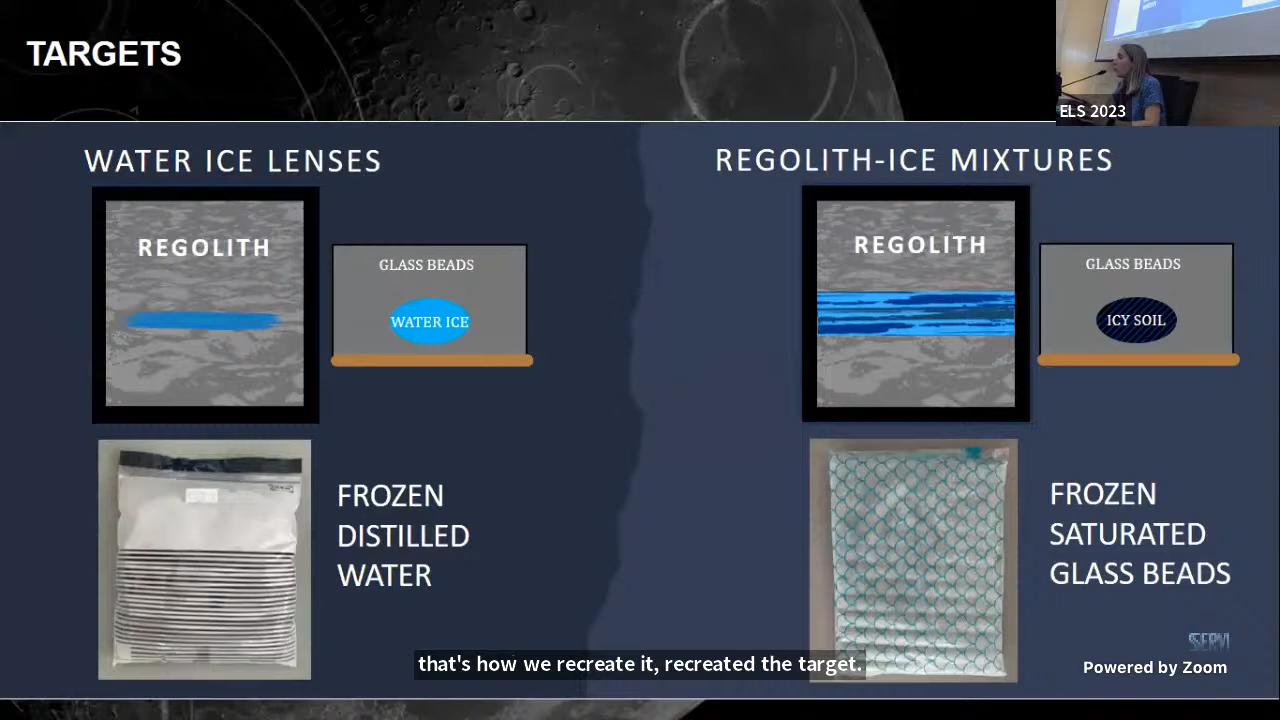 TARGETS
ELS 2023
WATER ICE LENSES
REGOLITH
GLASS BEADS
WATER ICE
FROZEN
DISTILLED
WATER
REGOLITH-ICE MIXTURES
REGOLITH
GLASS BEADS
ICY SOIL
FROZEN
SATURATED
GLASS BEADS
that's how we recreate it, recreated the target.
Powered by Zoom